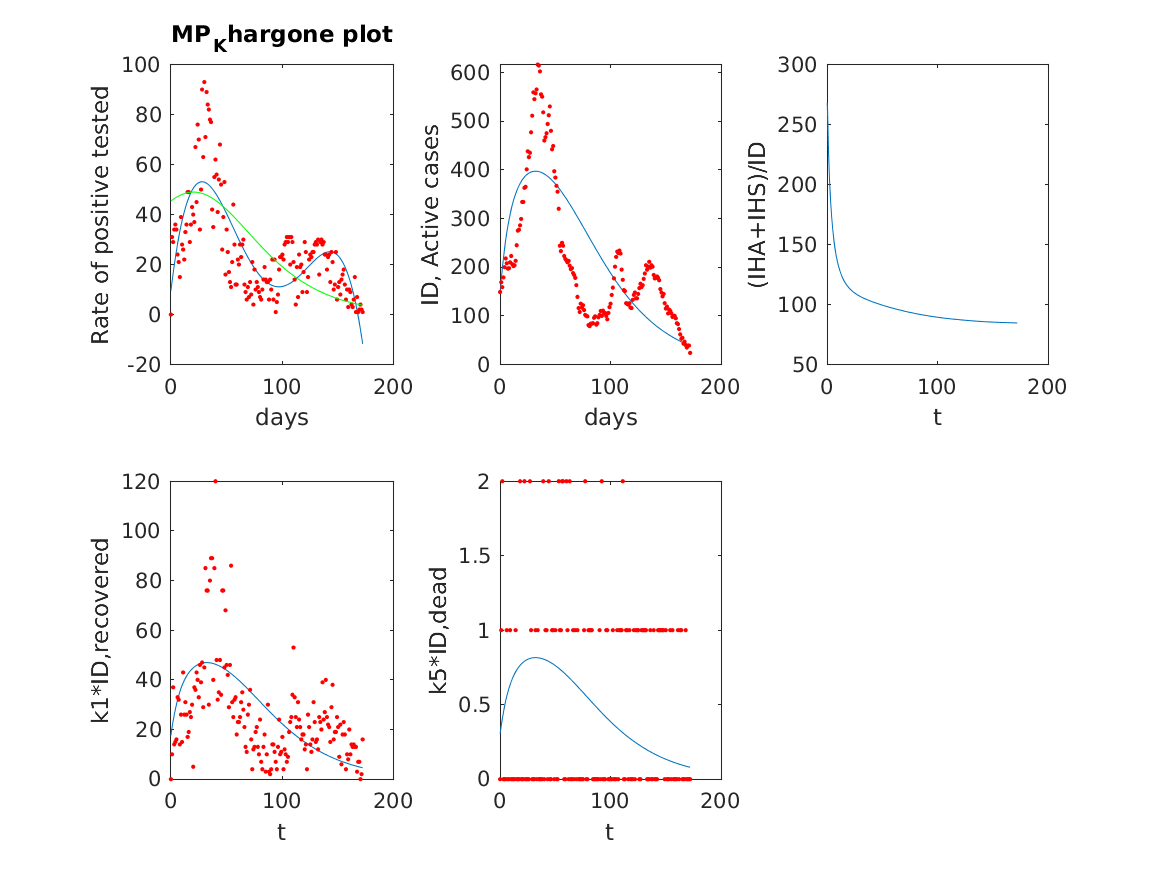 MP_Khargone plot
100
80
60
40
20
0
-20
Rate of positive tested
0 100 200
days
600
500
400
300
200
100
0
ID, Active cases
0 100 200
days
300
250
200
150
100
50
(IHA+IHS)/ID
0 100 200
t
120
100
80
60
40
20
0
k1*ID,recovered
0 100 200
t
2
1.5
1
0.5
0
k5*ID,dead
0 100 200
t